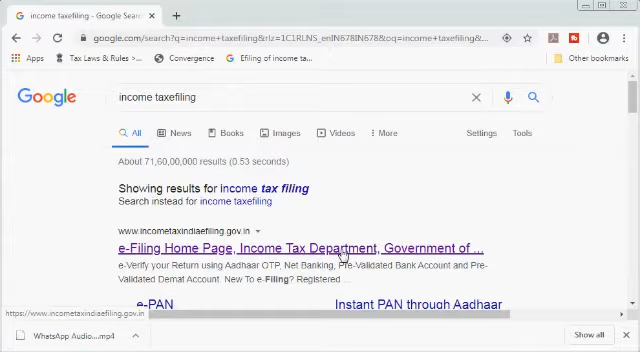 income taxefiling - Google Search
google.com/search?q=income+taxefiling&rlz=1C1RLNS_enIN678IN678&oq=income+taxefiling&...
Apps
Tax Laws & Rules >...
Convergence
Efiling of income ta...
Other bookmarks
Google
income taxefiling
All
News
Books
Images
Videos
More
Settings
Tools
About 71,60,00,000 results (0.53 seconds)
Showing results for income tax filing
Search instead for income taxefiling
www.incometaxindiaefiling.gov.in
e-Filing Home Page, Income Tax Department, Government of ...
e-Verify your Return using Aadhaar OTP, Net Banking, Pre-Validated Bank Account and Pre-
Validated Demat Account. New To e-Filing? Registered ...
e-PAN
Instant PAN through Aadhaar
https://www.incometaxindiaefiling.gov.in
WhatsApp Audio....mp4
Show all